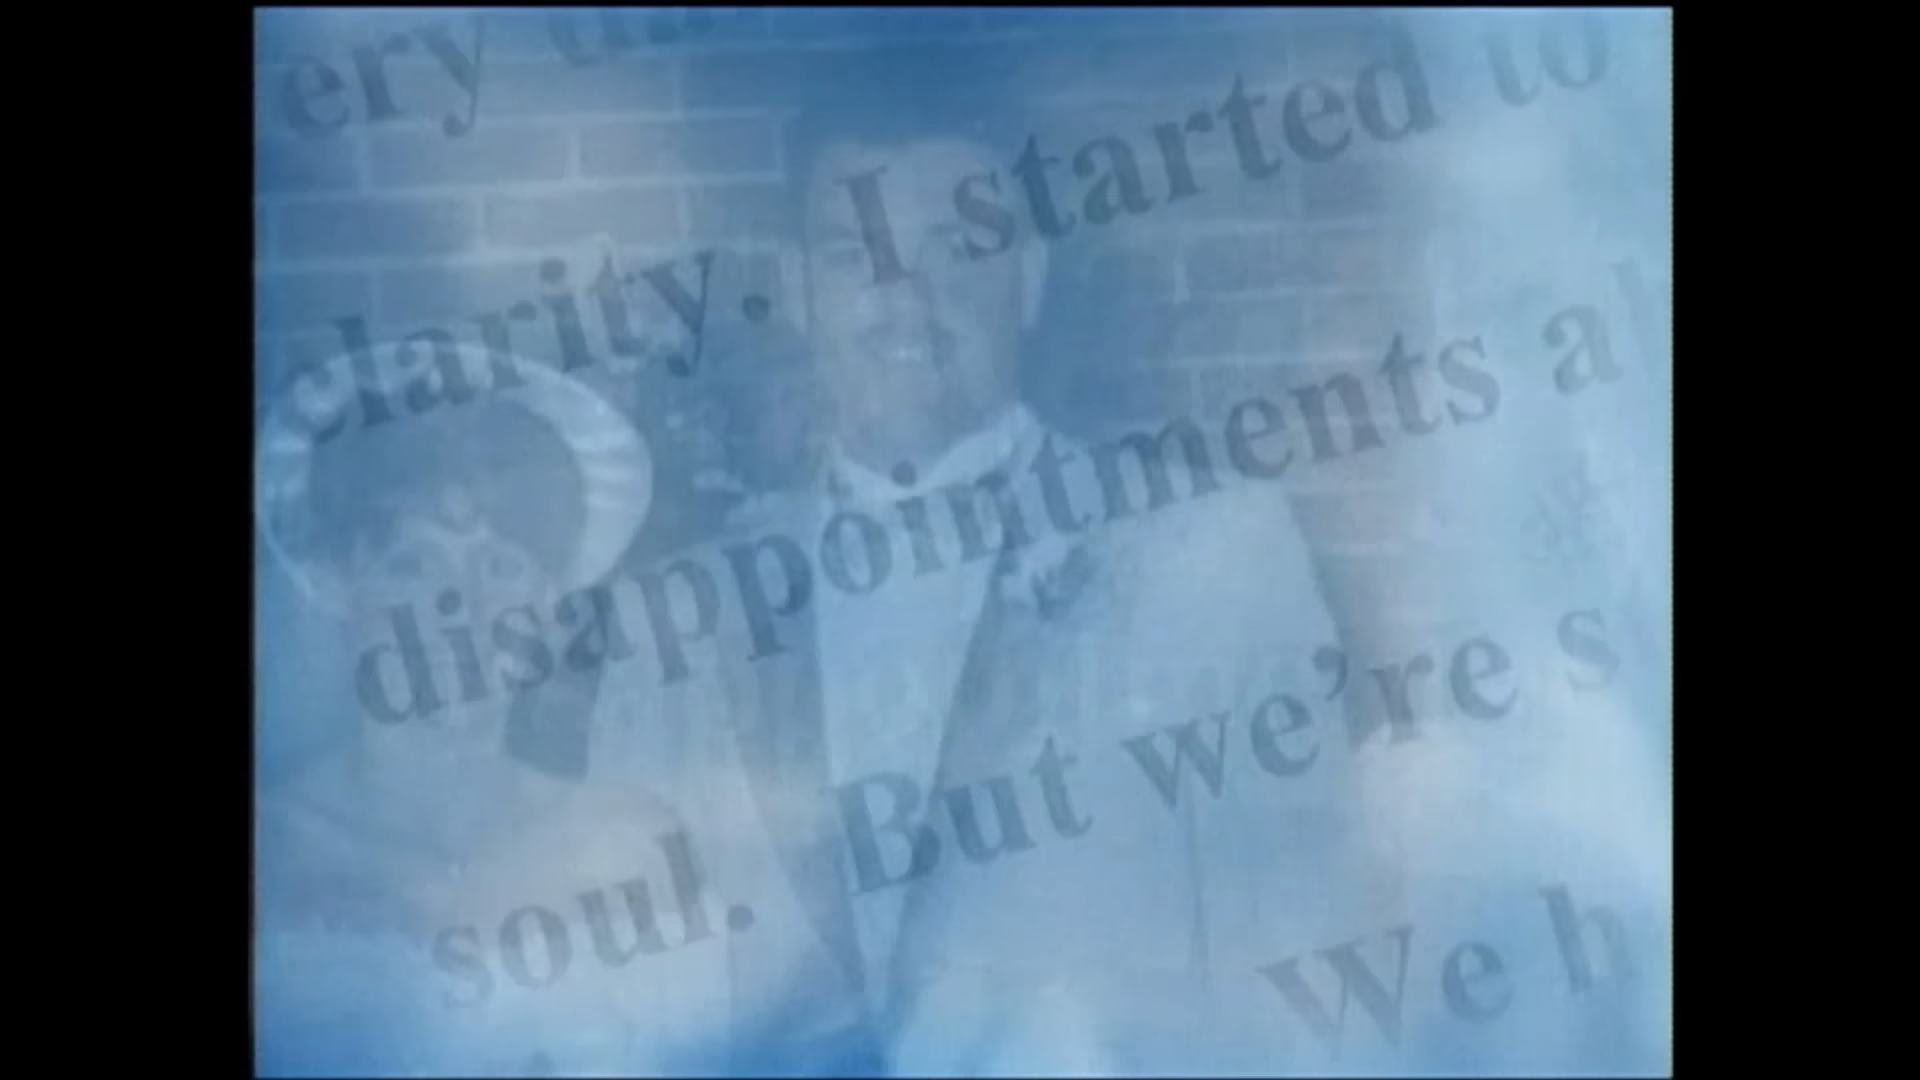 ery
clarity. I started to
disappointments a
soul. But we're s
We h